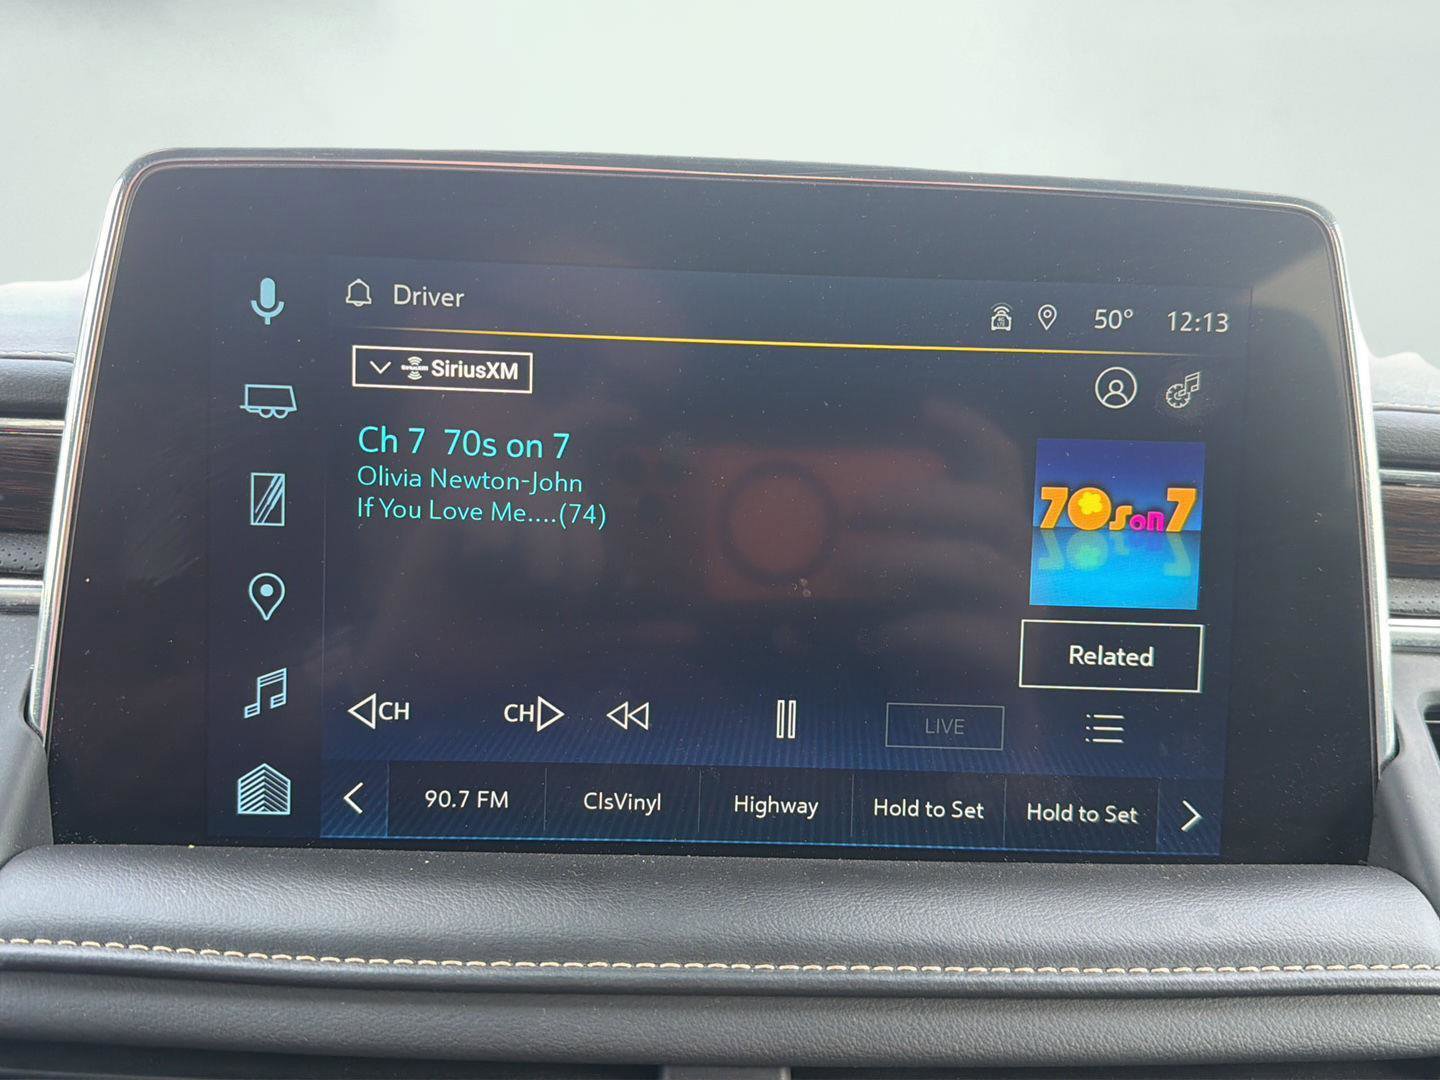 Driver
50° 12:13
SiriusXM
Ch 7 70s on 7
Olivia Newton-John
If You Love Me....(74)
70s on 7
Related
CH CH LIVE
90.7 FM ClsVinyl Highway Hold to Set Hold to Set